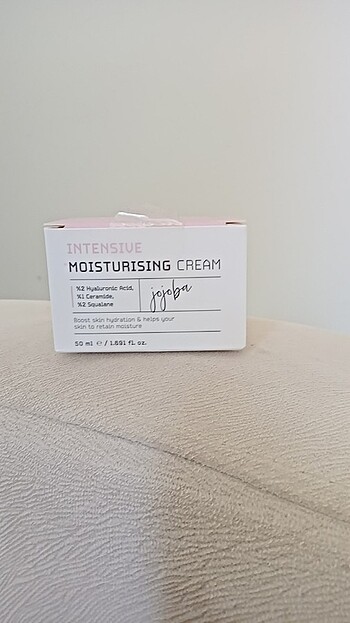 INTENSIVE
MOISTURISING CREAM
%2 Hyaluronic Acid,
%1 Ceramide,
%2 Squalane
jojoba
Boost skin hydration & helps your
skin to retain moisture
50 ml ℮ / 1.691 fL oz.